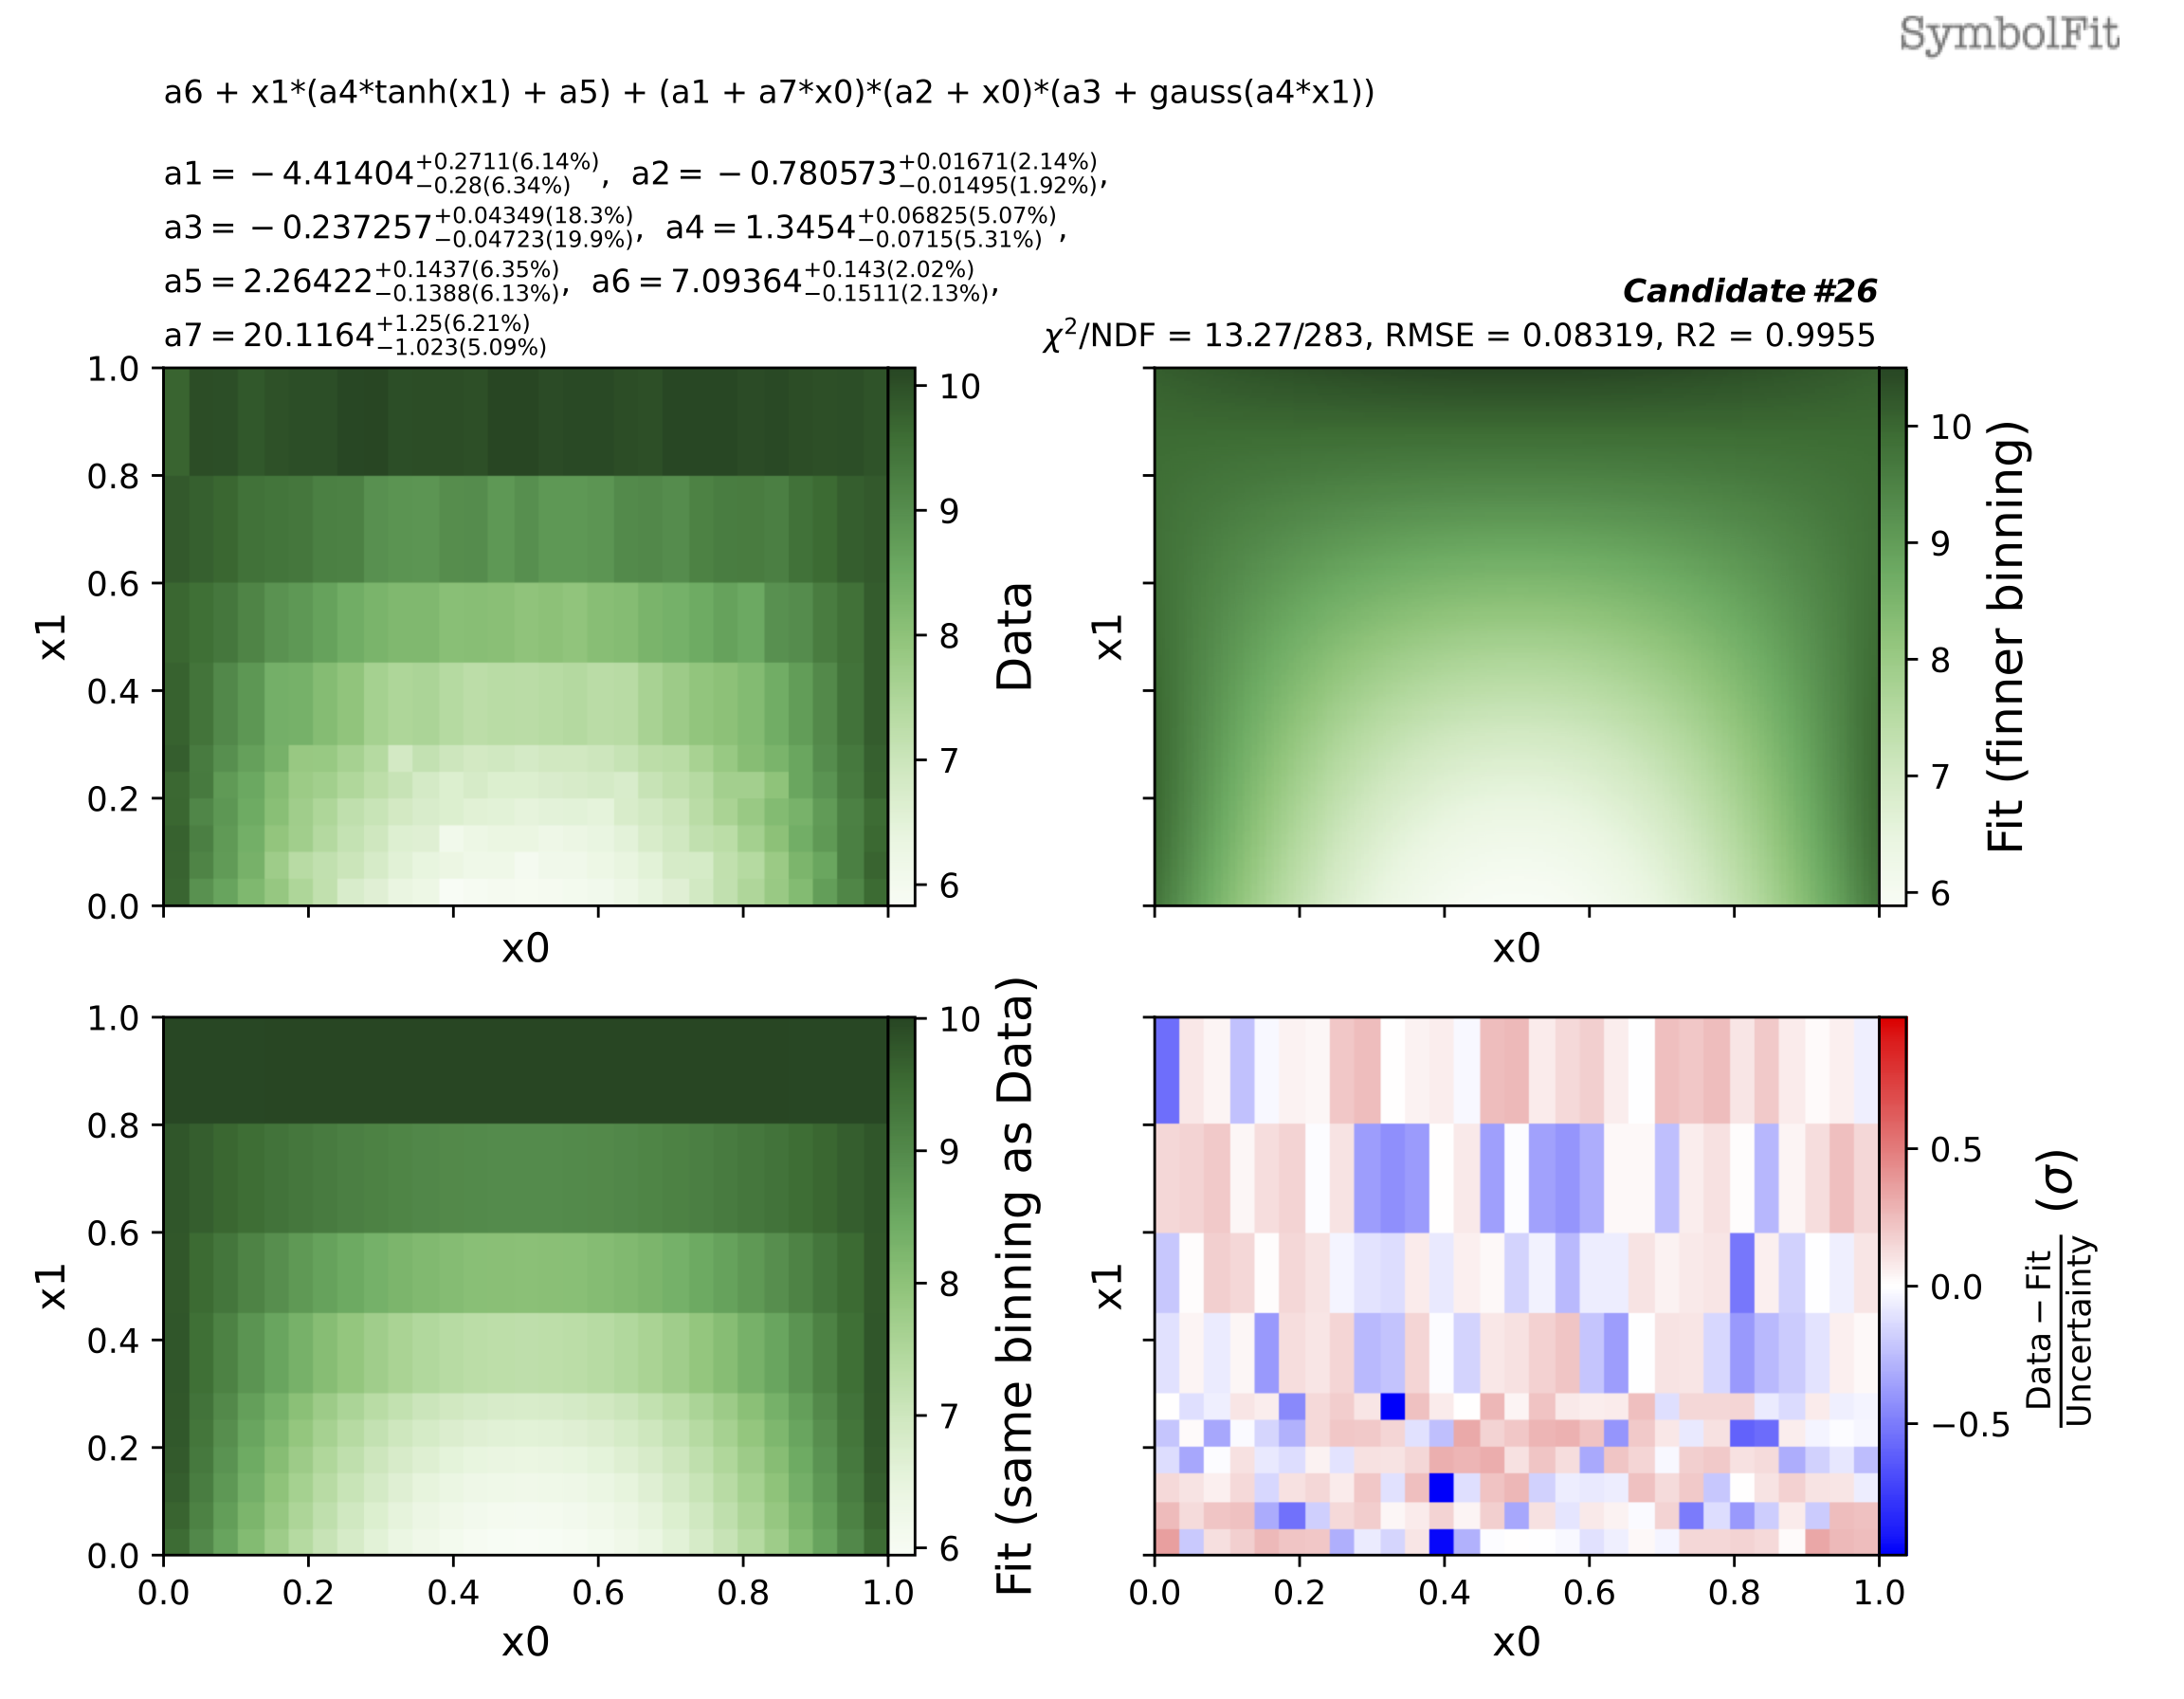 SymbolFit
a6 + x1*(a4*tanh(x1) + a5) + (a1 + a7*x0)*(a2 + x0)*(a3 + gauss(a4*x1))
a1 = −4.41404 +0.2711(6.14%) −0.28(6.34%), a2 = −0.780573 +0.01671(2.14%) −0.01495(1.92%),
a3 = −0.237257 +0.04349(18.3%) −0.04723(19.9%), a4 = 1.3454 +0.06825(5.07%) −0.0715(5.31%),
a5 = 2.26422 +0.1437(6.35%) −0.1388(6.13%), a6 = 7.09364 +0.143(2.02%) −0.1511(2.13%),
a7 = 20.1164 +1.25(6.21%) −1.023(5.09%)
Candidate #26
χ²/NDF = 13.27/283, RMSE = 0.08319, R2 = 0.9955
1.0
0.8
0.6
0.4
0.2
0.0
x1
x0
10
9
8
7
6
Data
x1
x0
10
9
8
7
6
Fit (finner binning)
1.0
0.8
0.6
0.4
0.2
0.0
x1
0.0 0.2 0.4 0.6 0.8 1.0
x0
10
9
8
7
6
Fit (same binning as Data)
x1
0.0 0.2 0.4 0.6 0.8 1.0
x0
0.5
0.0
−0.5
Data − Fit
Uncertainty (σ)